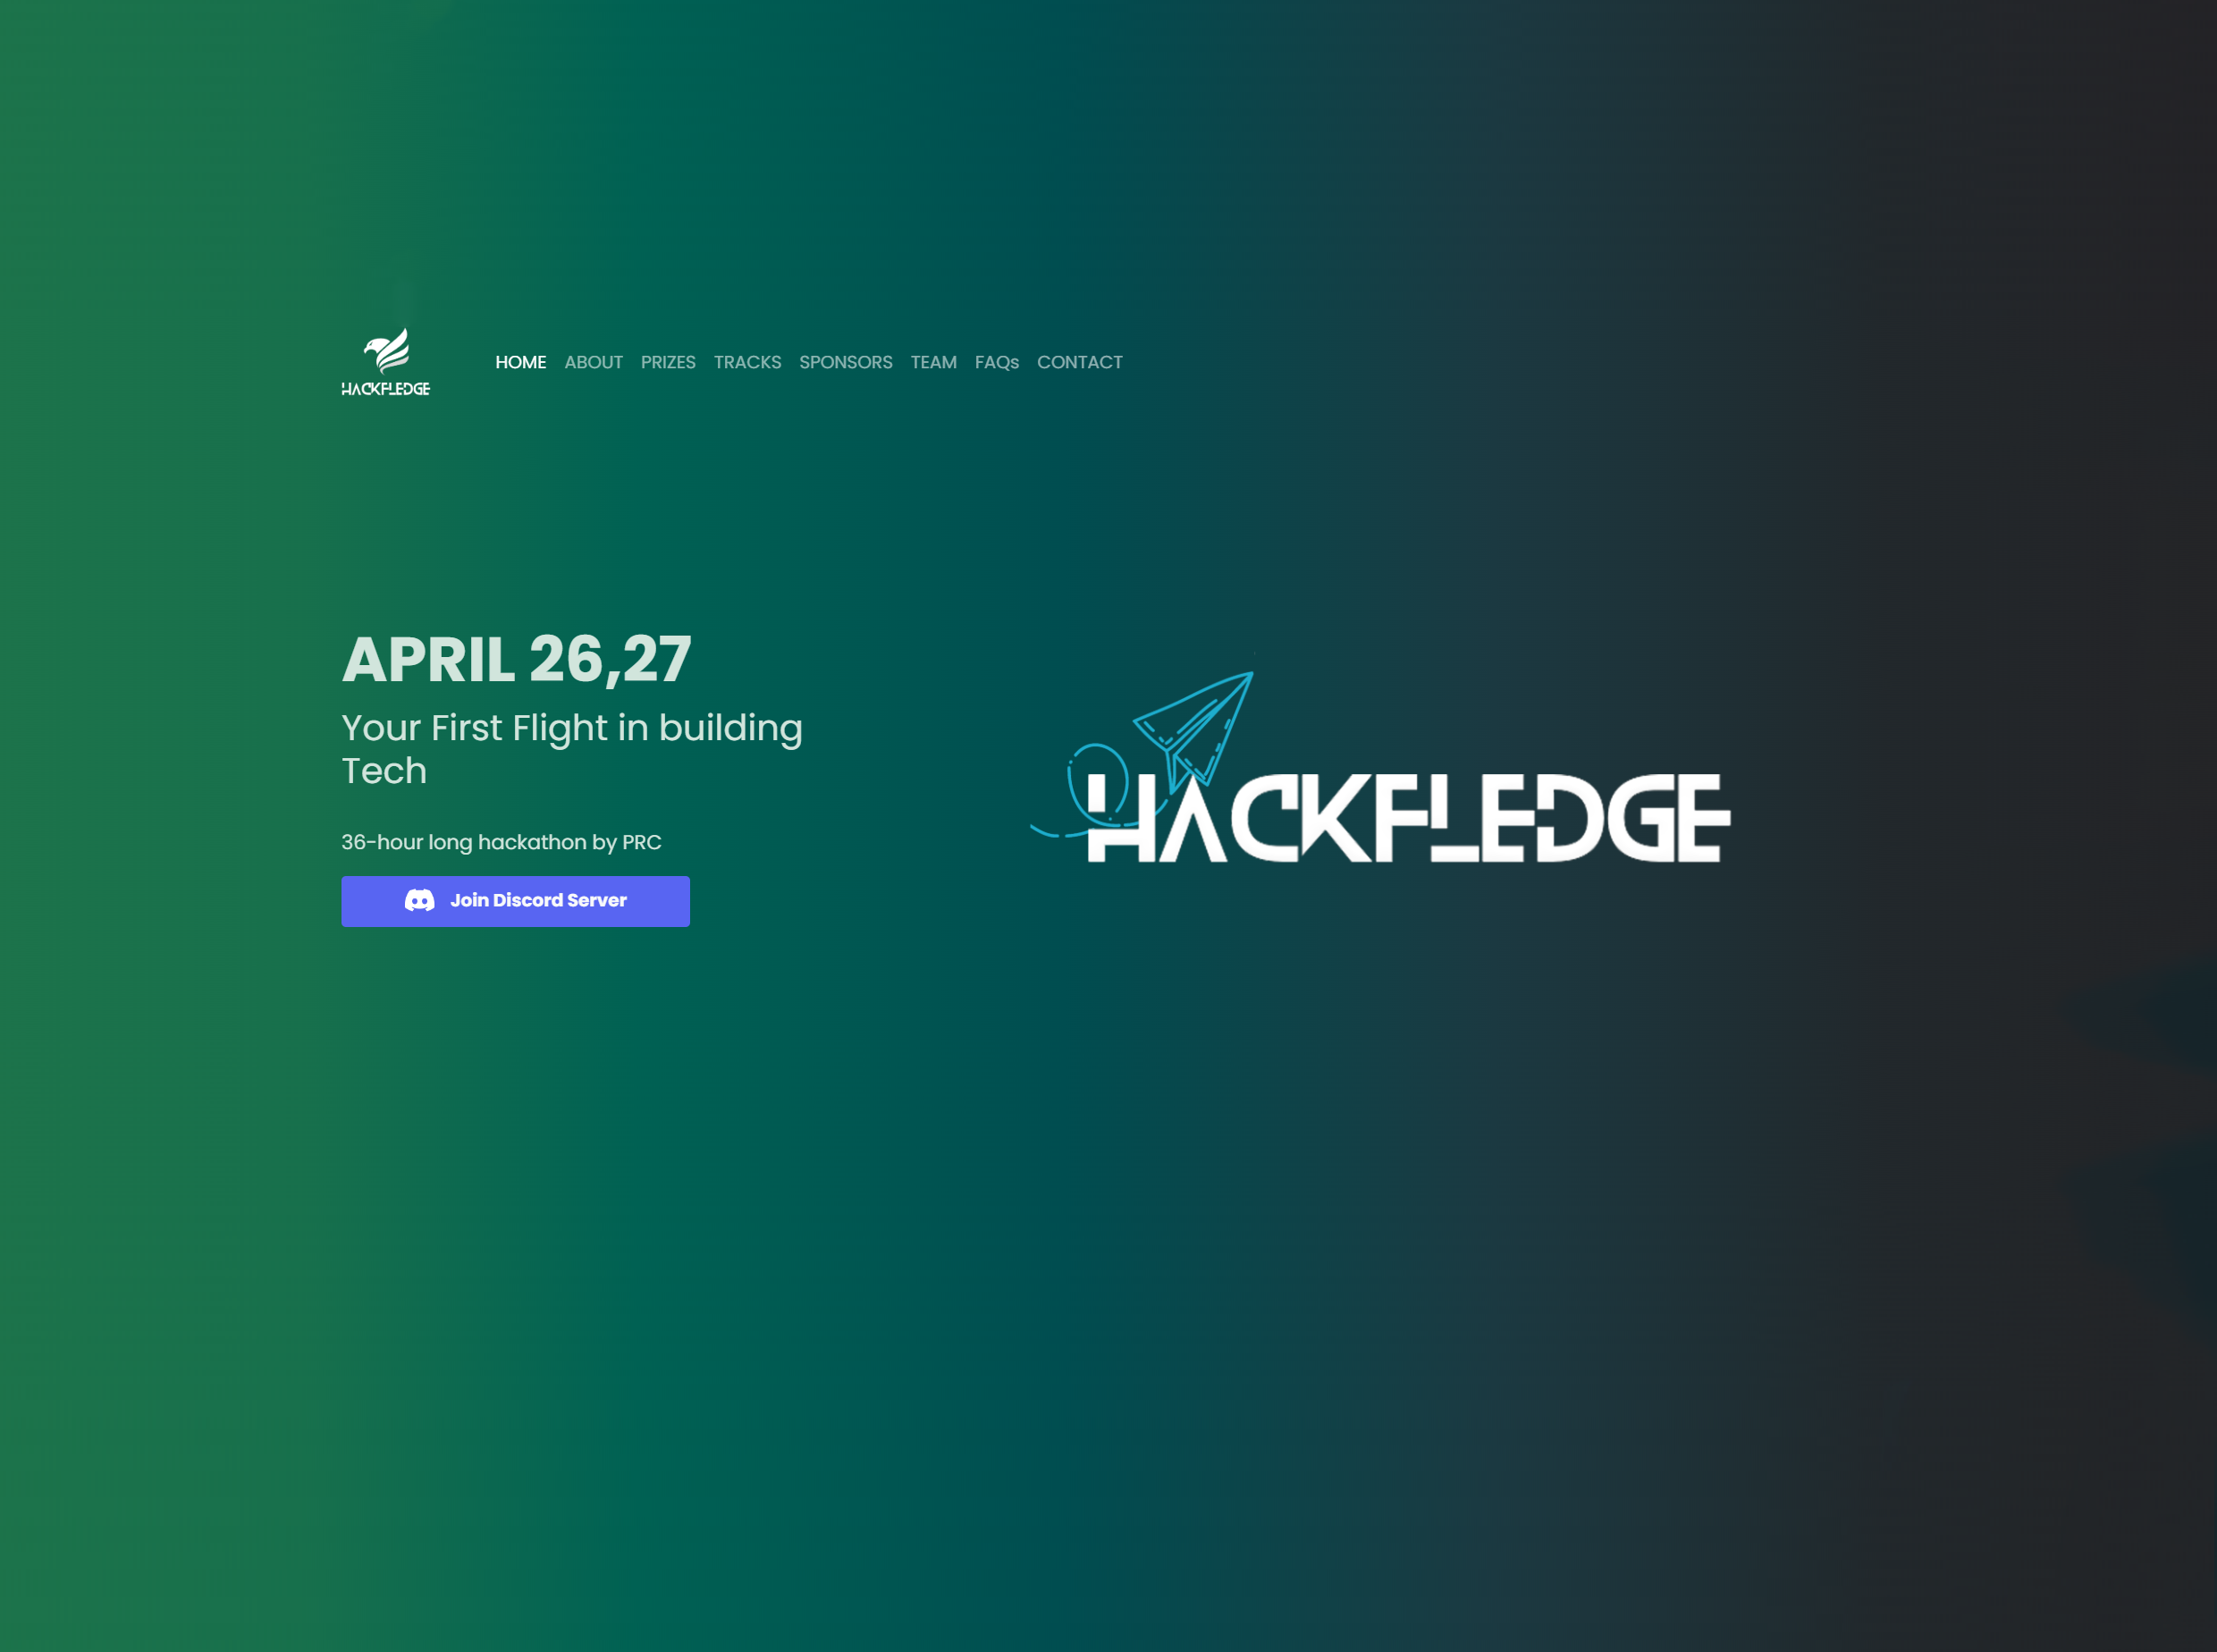 HACKFLEDGE
HOME ABOUT PRIZES TRACKS SPONSORS TEAM FAQs CONTACT
APRIL 26,27
Your First Flight in building
Tech
36-hour long hackathon by PRC
Join Discord Server
HACKFLEDGE